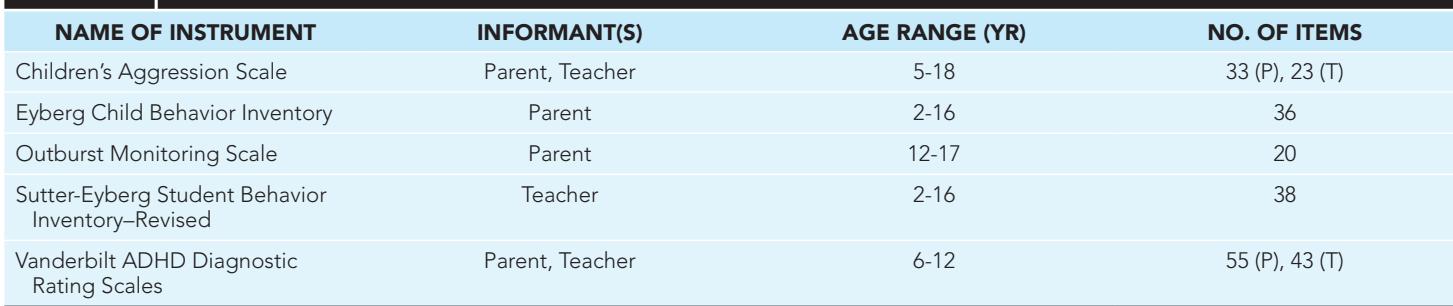 NAME OF INSTRUMENT INFORMANT(S) AGE RANGE (YR) NO. OF ITEMS
Children’s Aggression Scale Parent, Teacher 5-18 33 (P), 23 (T)
Eyberg Child Behavior Inventory Parent 2-16 36
Outburst Monitoring Scale Parent 12-17 20
Sutter-Eyberg Student Behavior Teacher 2-16 38
Inventory–Revised
Vanderbilt ADHD Diagnostic Parent, Teacher 6-12 55 (P), 43 (T)
Rating Scales